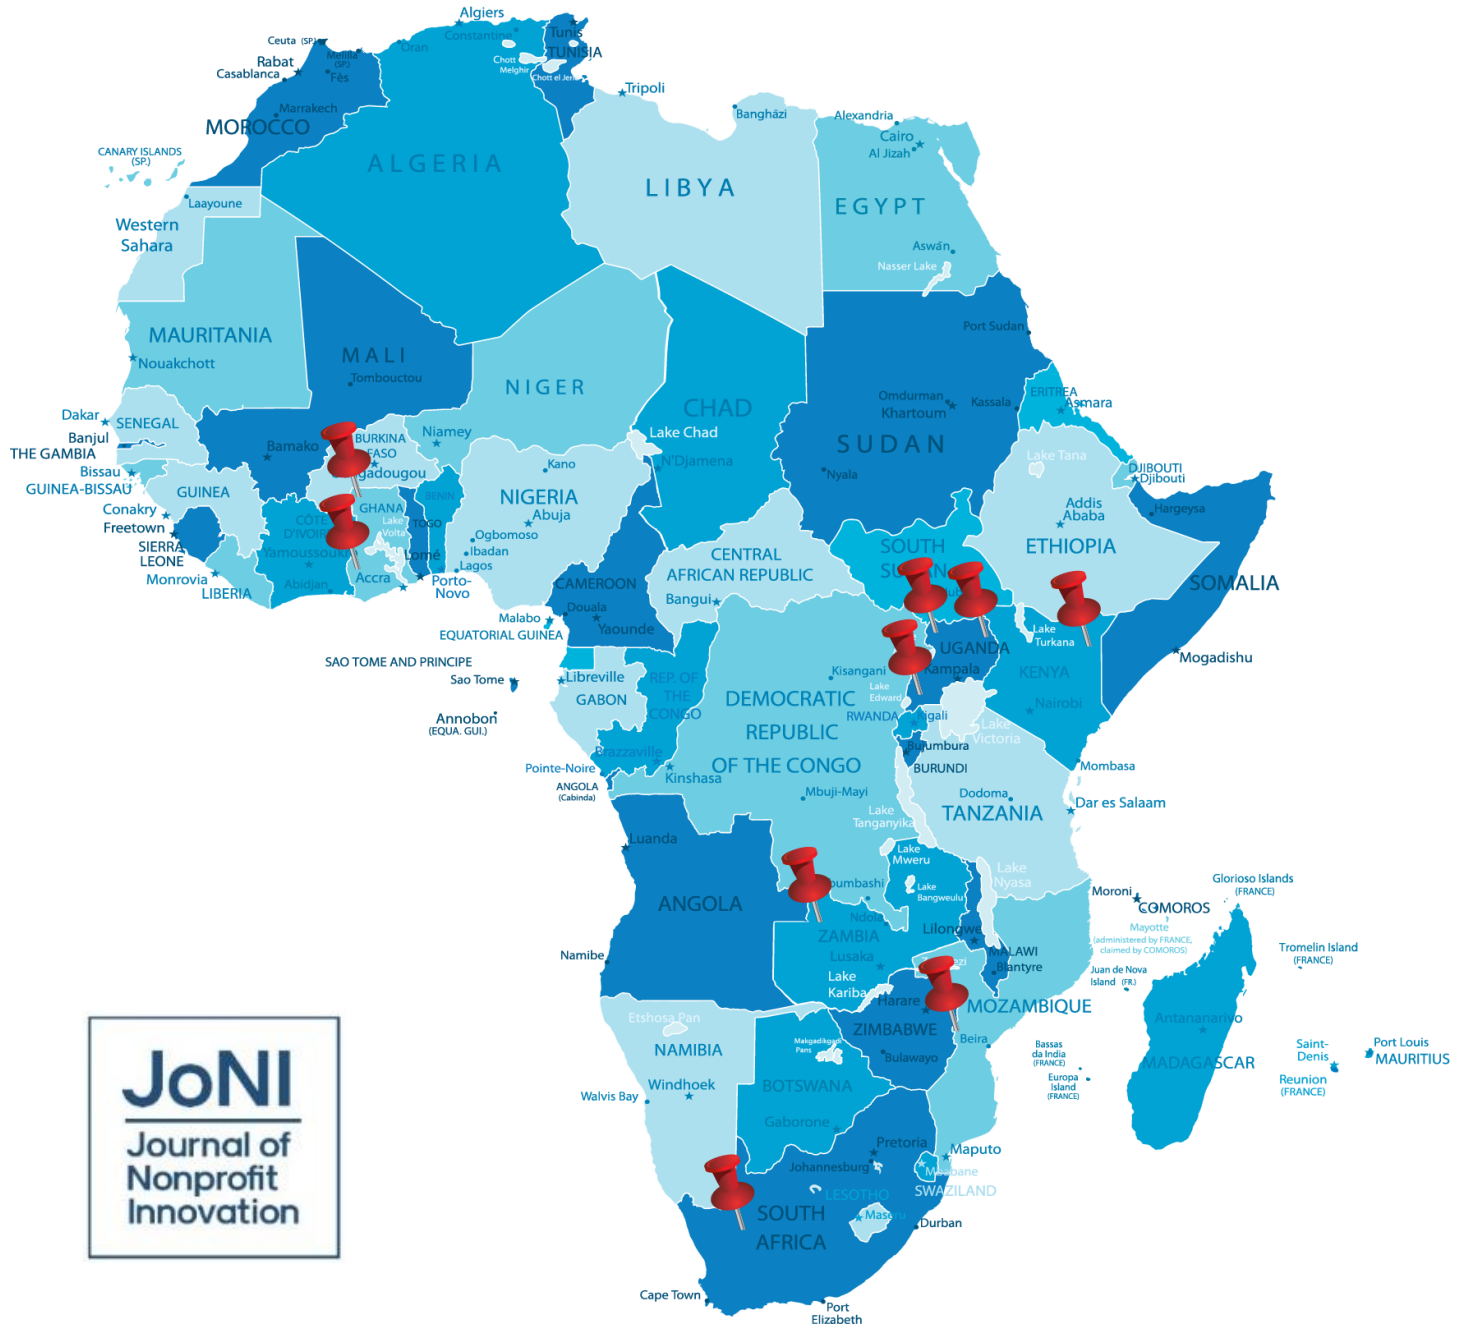 Algiers
Constantine
Oran
Tunis
TUNISIA
Chott
Melghir
Chott el Jerid
Ceuta (SP.)
Melilla
(SP.)
Rabat
Casablanca
Fès
Marrakech
MOROCCO
CANARY ISLANDS
(SP.)
ALGERIA
Tripoli
Banghāzi
LIBYA
Alexandria
Cairo
Al Jizah
EGYPT
Aswān
Nasser Lake
Laayoune
Western
Sahara
MAURITANIA
Nouakchott
MALI
Tombouctou
Bamako
NIGER
Niamey
CHAD
Lake Chad
N'Djamena
Port Sudan
Omdurman
Khartoum
Kassala
SUDAN
Nyala
ERITREA
Asmara
Lake Tana
DJIBOUTI
Djibouti
Addis
Ababa
ETHIOPIA
Hargeysa
SOMALIA
Mogadishu
Dakar
SENEGAL
Banjul
THE GAMBIA
Bissau
GUINEA-BISSAU
GUINEA
Conakry
Freetown
SIERRA
LEONE
Monrovia
LIBERIA
BURKINA
FASO
gadougou
CÔTE
D'IVOIR
Yamoussouk
Abidjan
GHANA
Lake
Volta
Accra
TOGO
Lomé
BENIN
Porto-
Novo
Kano
NIGERIA
Abuja
Ogbomoso
Ibadan
Lagos
CAMEROON
Douala
Yaounde
CENTRAL
AFRICAN REPUBLIC
Bangui
SOUTH
Malabo
EQUATORIAL GUINEA
SAO TOME AND PRINCIPE
Sao Tome
Annobon
(EQUA. GUI.)
Libreville
GABON
REP. OF
THE
CONGO
Brazzaville
Pointe-Noire
Kinshasa
ANGOLA
(Cabinda)
Kisangani
DEMOCRATIC
REPUBLIC
OF THE CONGO
Mbuji-Mayi
UGANDA
Kampala
Lake
Edward
RWANDA
Kigali
Bujumbura
BURUNDI
Lake
Turkana
KENYA
Nairobi
Lake
Victoria
Mombasa
Dodoma
TANZANIA
Dar es Salaam
Lake
Tanganyika
Lake
Mweru
Lake
Bangweulu
Lake
Nyasa
Luanda
ANGOLA
Namibe
oumbashi
Ndola
ZAMBIA
Lusaka
Lake
Kariba
Lilongwe
MALAWI
Blantyre
MOZAMBIQUE
Beira
Harare
ZIMBABWE
Bulawayo
Etshosa Pan
NAMIBIA
Windhoek
Walvis Bay
Makgadikgadi
Pans
BOTSWANA
Gaborone
Pretoria
Johannesburg
Maputo
Mbabane
SWAZILAND
LESOTHO
Maseru
Durban
SOUTH
AFRICA
Cape Town
Port
Elizabeth
Moroni
COMOROS
Mayotte
(administered by FRANCE,
claimed by COMOROS)
Glorioso Islands
(FRANCE)
Tromelin Island
(FRANCE)
Juan de Nova
Island (FR.)
Antananarivo
MADAGASCAR
Bassas
da India
(FRANCE)
Europa
Island
(FRANCE)
Saint-
Denis
Reunion
(FRANCE)
Port Louis
MAURITIUS
JoNI
Journal of
Nonprofit
Innovation